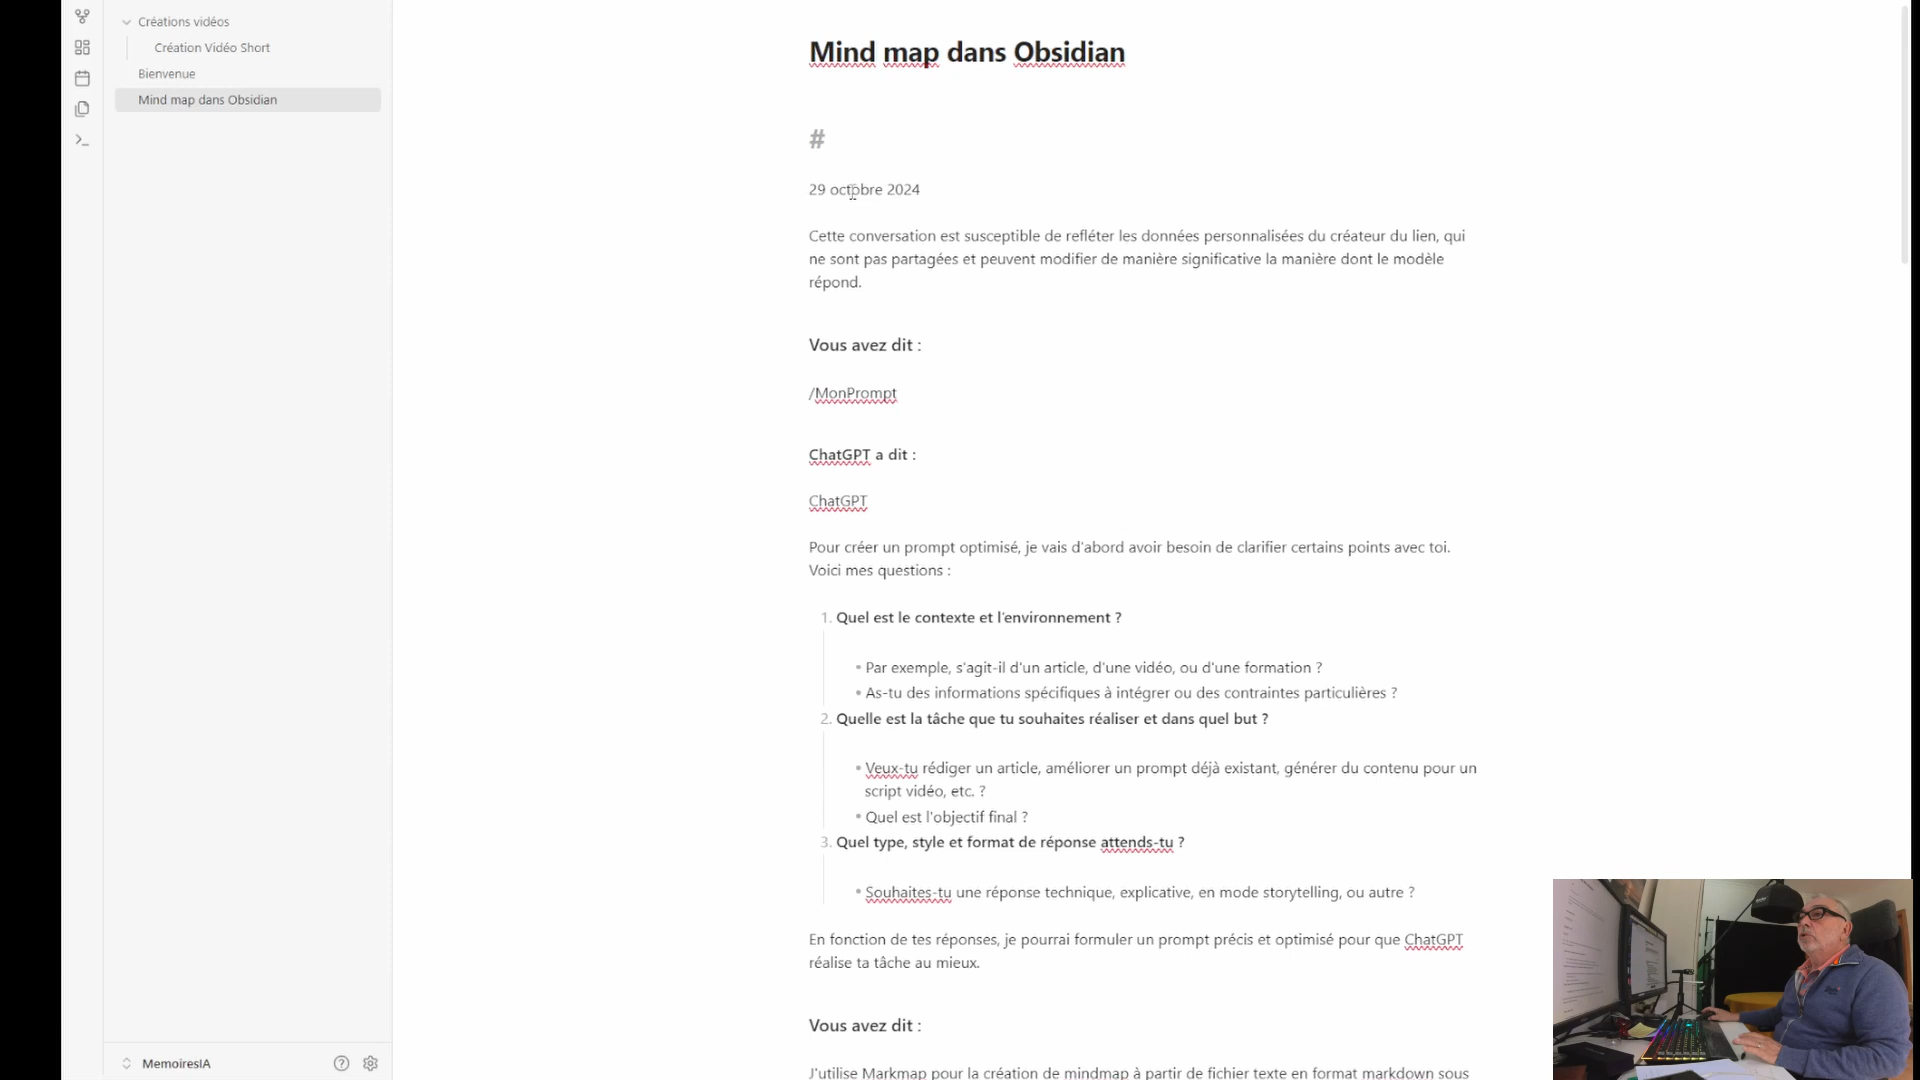 Créations vidéos
Création Vidéo Short
Bienvenue
Mind map dans Obsidian
MemoiresIA
Mind map dans Obsidian
#
29 octobre 2024
Cette conversation est susceptible de refléter les données personnalisées du créateur du lien, qui
ne sont pas partagées et peuvent modifier de manière significative la manière dont le modèle
répond.
Vous avez dit :
/MonPrompt
ChatGPT a dit :
ChatGPT
Pour créer un prompt optimisé, je vais d'abord avoir besoin de clarifier certains points avec toi.
Voici mes questions :
1. Quel est le contexte et l'environnement ?
• Par exemple, s'agit-il d'un article, d'une vidéo, ou d'une formation ?
• As-tu des informations spécifiques à intégrer ou des contraintes particulières ?
2. Quelle est la tâche que tu souhaites réaliser et dans quel but ?
• Veux-tu rédiger un article, améliorer un prompt déjà existant, générer du contenu pour un
script vidéo, etc. ?
• Quel est l'objectif final ?
3. Quel type, style et format de réponse attends-tu ?
• Souhaites-tu une réponse technique, explicative, en mode storytelling, ou autre ?
En fonction de tes réponses, je pourrai formuler un prompt précis et optimisé pour que ChatGPT
réalise ta tâche au mieux.
Vous avez dit :
J'utilise Markmap pour la création de mindmap à partir de fichier texte en format markdown sous